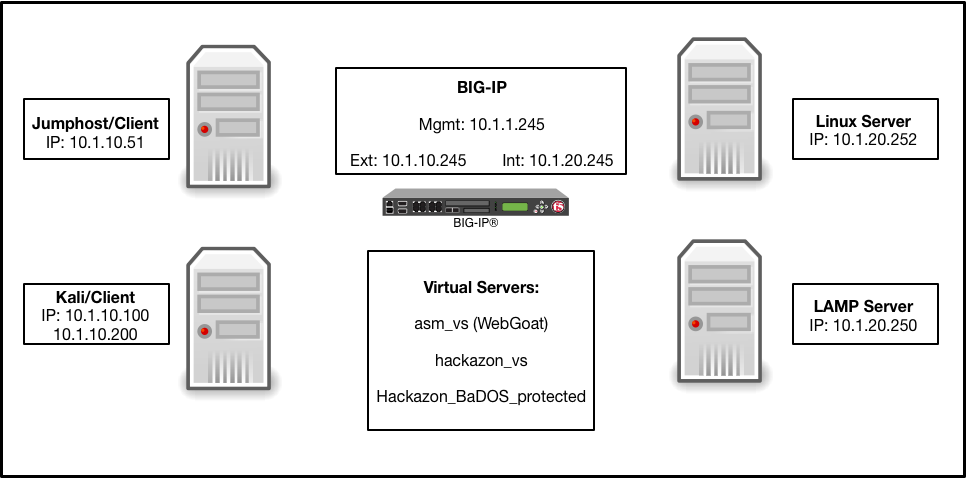 Jumphost/Client
IP: 10.1.10.51
BIG-IP
Mgmt: 10.1.1.245
Ext: 10.1.10.245 Int: 10.1.20.245
Linux Server
IP: 10.1.20.252
f5
BIG-IP®
Kali/Client
IP: 10.1.10.100
10.1.10.200
Virtual Servers:
asm_vs (WebGoat)
hackazon_vs
Hackazon_BaDOS_protected
LAMP Server
IP: 10.1.20.250